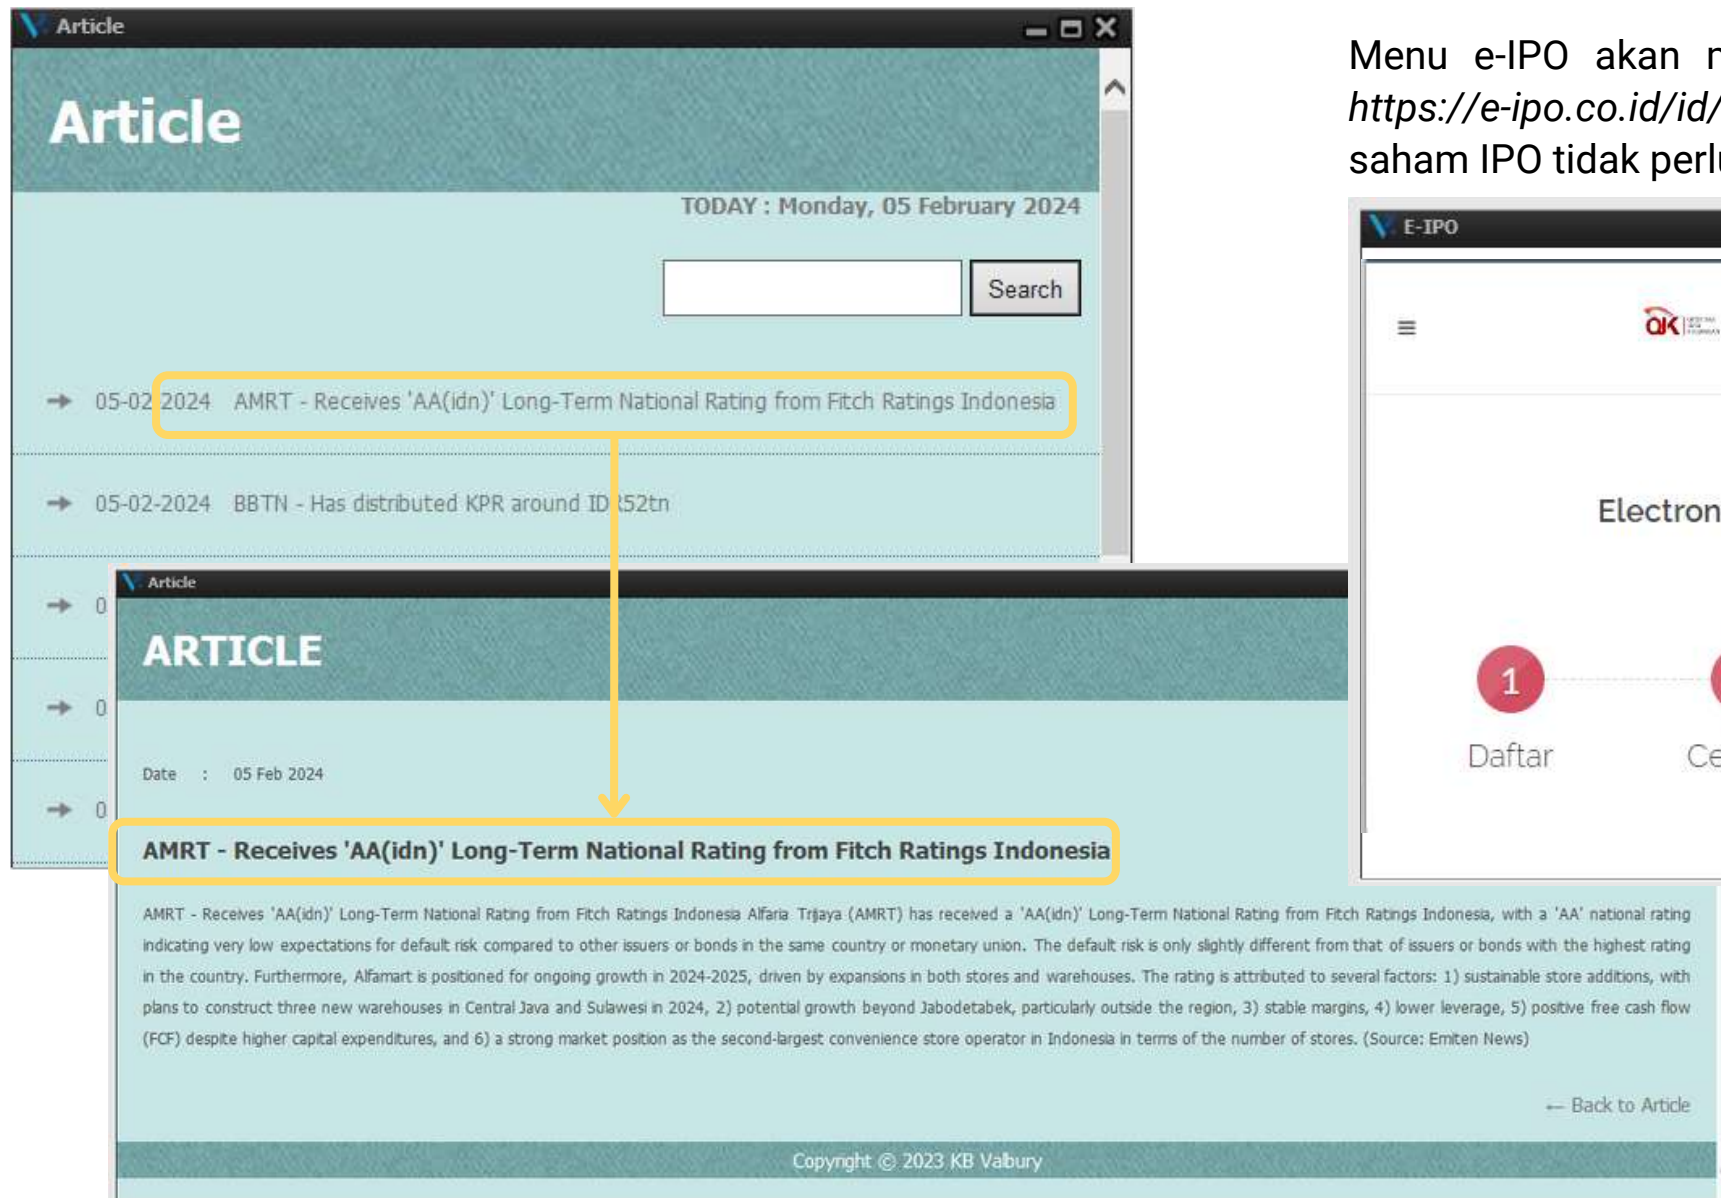 Article
Article
TODAY : Monday, 05 February 2024
Search
05-02-2024 AMRT - Receives 'AA(idn)' Long-Term National Rating from Fitch Ratings Indonesia
05-02-2024 BBTN - Has distributed KPR around IDR52tn
0
0
0
Article
ARTICLE
Date : 05 Feb 2024
AMRT - Receives 'AA(idn)' Long-Term National Rating from Fitch Ratings Indonesia
AMRT - Receives 'AA(idn)' Long-Term National Rating from Fitch Ratings Indonesia Alfaria Trijaya (AMRT) has received a 'AA(idn)' Long-Term National Rating from Fitch Ratings Indonesia, with a 'AA' national rating
indicating very low expectations for default risk compared to other issuers or bonds in the same country or monetary union. The default risk is only slightly different from that of issuers or bonds with the highest rating
in the country. Furthermore, Alfamart is positioned for ongoing growth in 2024-2025, driven by expansions in both stores and warehouses. The rating is attributed to several factors: 1) sustainable store additions, with
plans to construct three new warehouses in Central Java and Sulawesi in 2024, 2) potential growth beyond Jabodetabek, particularly outside the region, 3) stable margins, 4) lower leverage, 5) positive free cash flow
(FCF) despite higher capital expenditures, and 6) a strong market position as the second-largest convenience store operator in Indonesia in terms of the number of stores. (Source: Emiten News)
← Back to Article
Copyright © 2023 KB Valbury
Menu e-IPO akan
https://e-ipo.co.id/id/
saham IPO tidak
E-IPO
OJK
Electron
1
Daftar
Ce